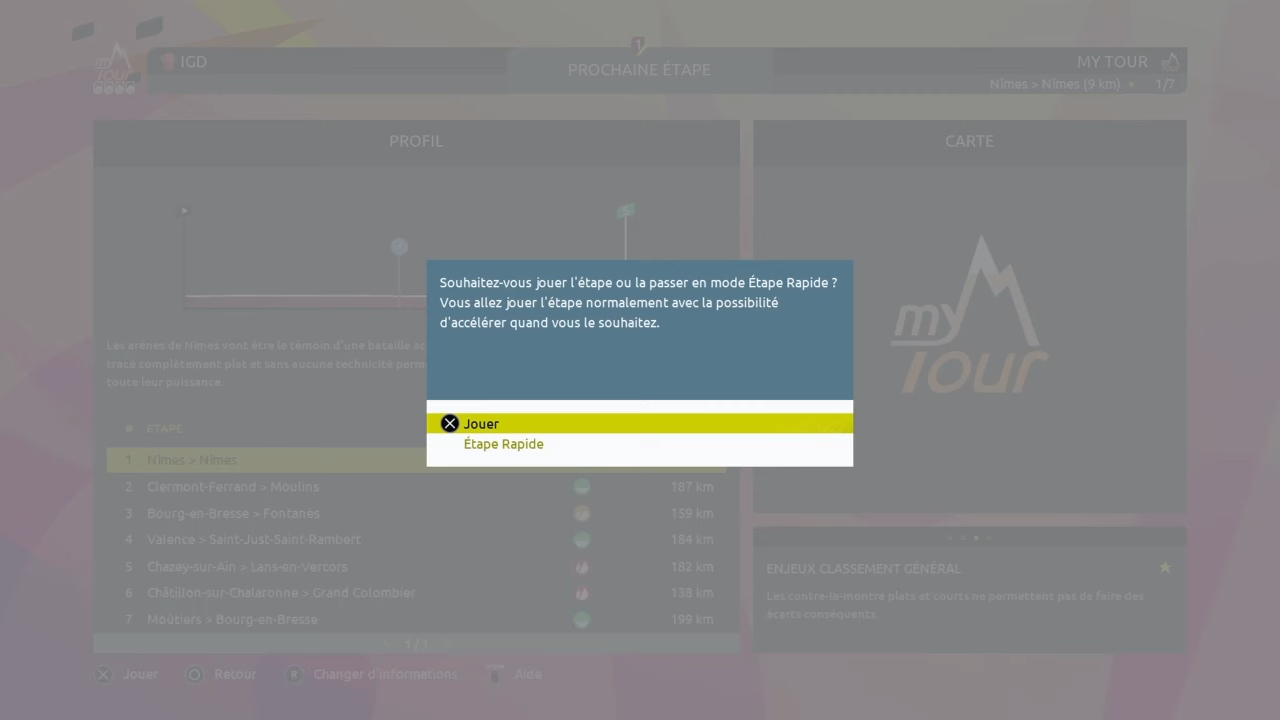 1
IGD
PROCHAINE ÉTAPE
MY TOUR
Nîmes > Nîmes (9 km)
1/7
my
Tour
PROFIL
CARTE
S
Souhaitez-vous jouer l'étape ou la passer en mode Étape Rapide ?
Vous allez jouer l'étape normalement avec la possibilité
d'accélérer quand vous le souhaitez.
Les arènes de Nîmes vont être le témoin d'une bataille
tracé complètement plat et sans aucune technicité
toute leur puissance.
my
Tour
Jouer
Étape Rapide
# ÉTAPE
1 Nîmes > Nîmes
2 Clermont-Ferrand > Moulins 187 km
3 Bourg-en-Bresse > Fontanès 159 km
4 Valence > Saint-Just-Saint-Rambert 184 km
5 Chazey-sur-Ain > Lans-en-Vercors 182 km
6 Châtillon-sur-Chalaronne > Grand Colombier 138 km
7 Moûtiers > Bourg-en-Bresse 199 km
1 / 1
ENJEUX CLASSEMENT GÉNÉRAL
Les contre-la-montre plats et courts ne permettent pas de faire des
écarts conséquents.
Jouer
Retour
R Changer d'informations
Aide